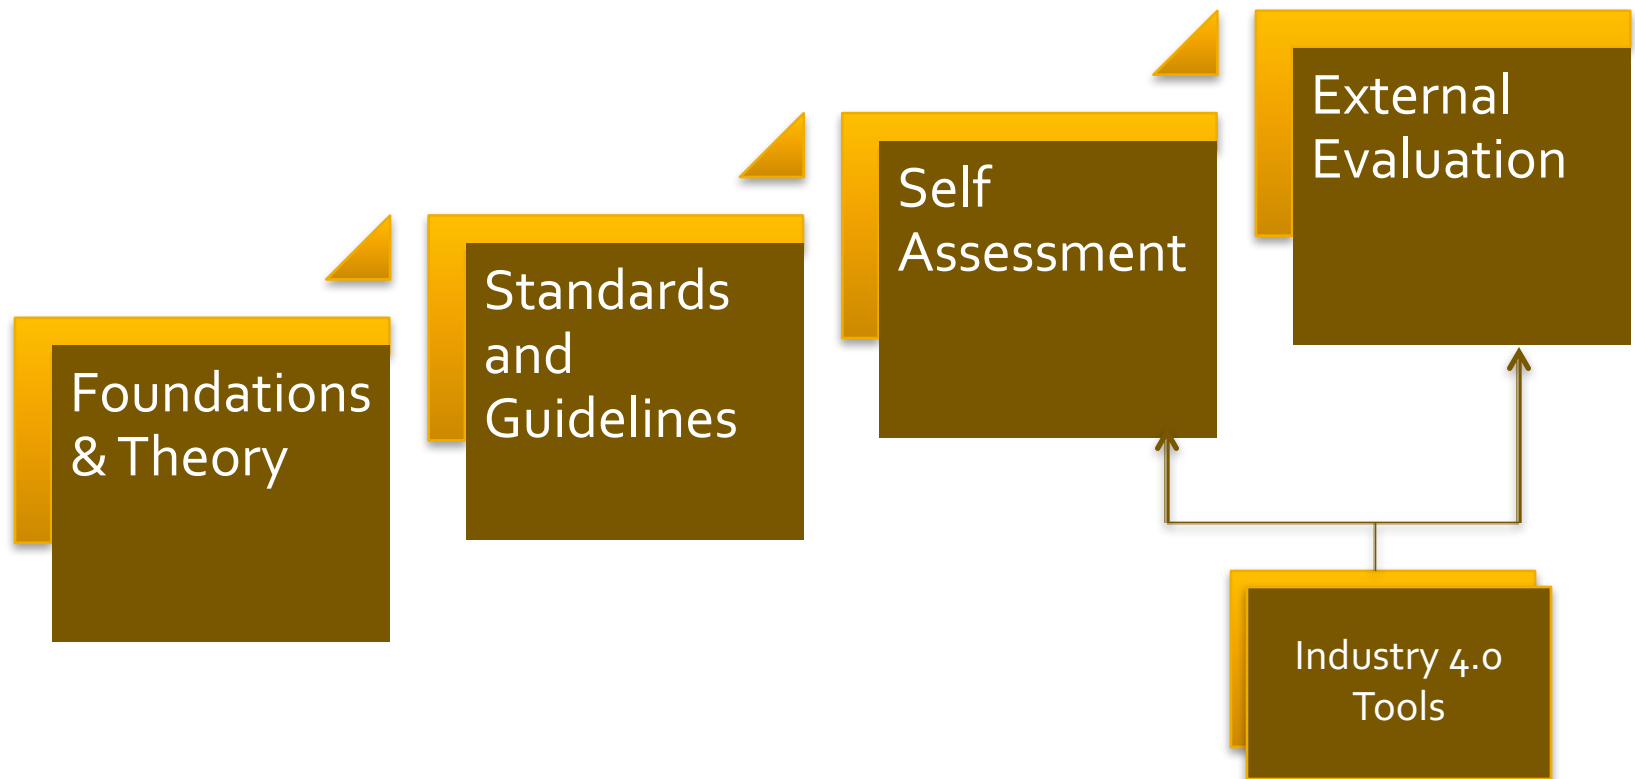 Foundations
& Theory
Standards
and
Guidelines
Self
Assessment
External
Evaluation
Industry 4.0
Tools